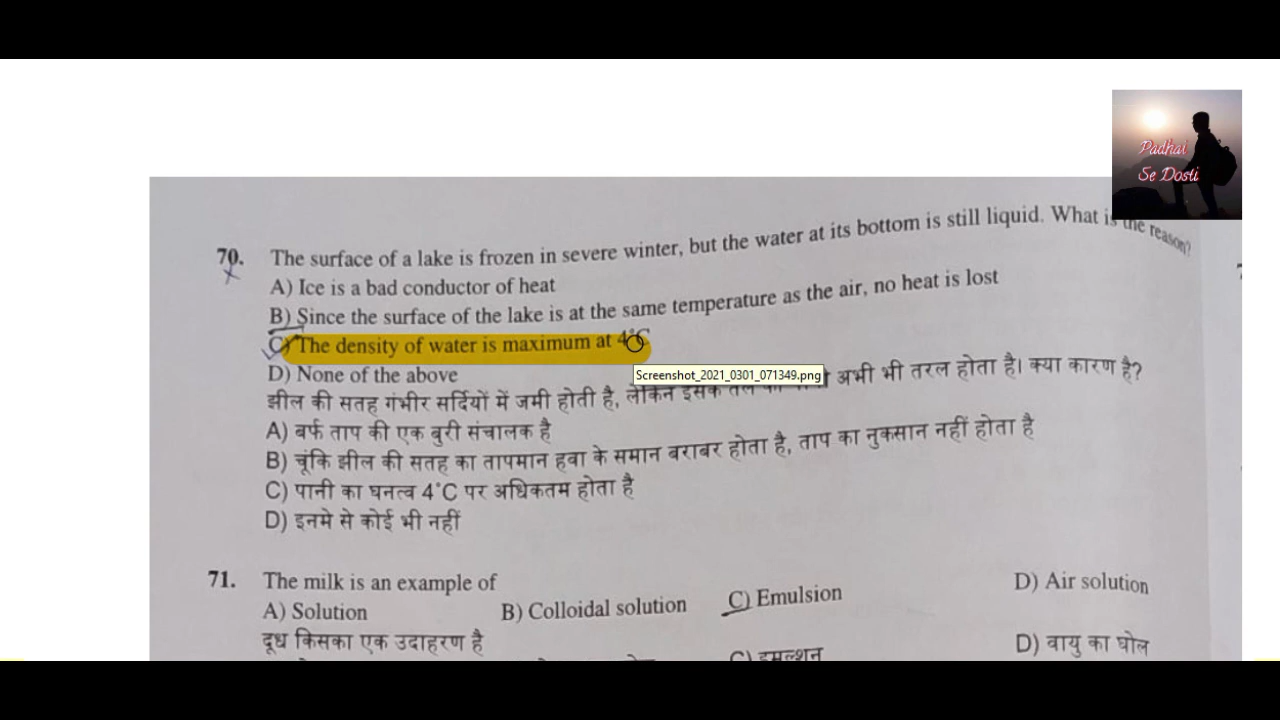 Padhai
Se Dosti
70. The surface of a lake is frozen in severe winter, but the water at its bottom is still liquid. What is the reason?
A) Ice is a bad conductor of heat
B) Since the surface of the lake is at the same temperature as the air, no heat is lost
C) The density of water is maximum at 4°C
Screenshot_2021_0301_071349.png
D) None of the above
झील की सतह गंभीर सर्दियों में जमी होती है, लेकिन इसके अभी भी तरल होता है। क्या कारण है?
A) बर्फ ताप की एक बुरी संचालक है
B) चूंकि झील की सतह का तापमान हवा के समान बराबर होता है, ताप का नुकसान नहीं होता है
C) पानी का घनत्व 4°C पर अधिकतम होता है
D) इनमे से कोई भी नहीं
71. The milk is an example of
A) Solution B) Colloidal solution C) Emulsion D) Air solution
दूध किसका एक उदाहरण है
D) वायु का घोल